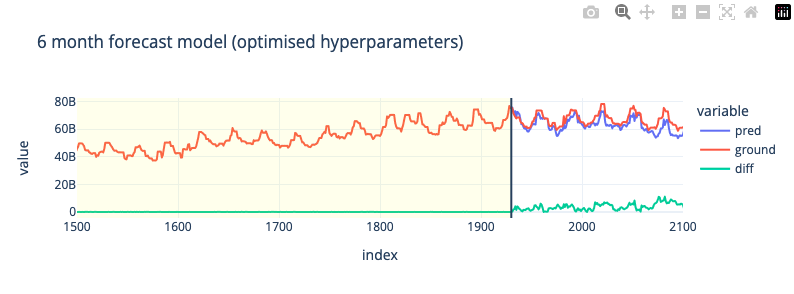 6 month forecast model (optimised hyperparameters)
80B
60B
40B
20B
0
value
1500
1600
1700
1800
1900
2000
2100
index
variable
pred
ground
diff